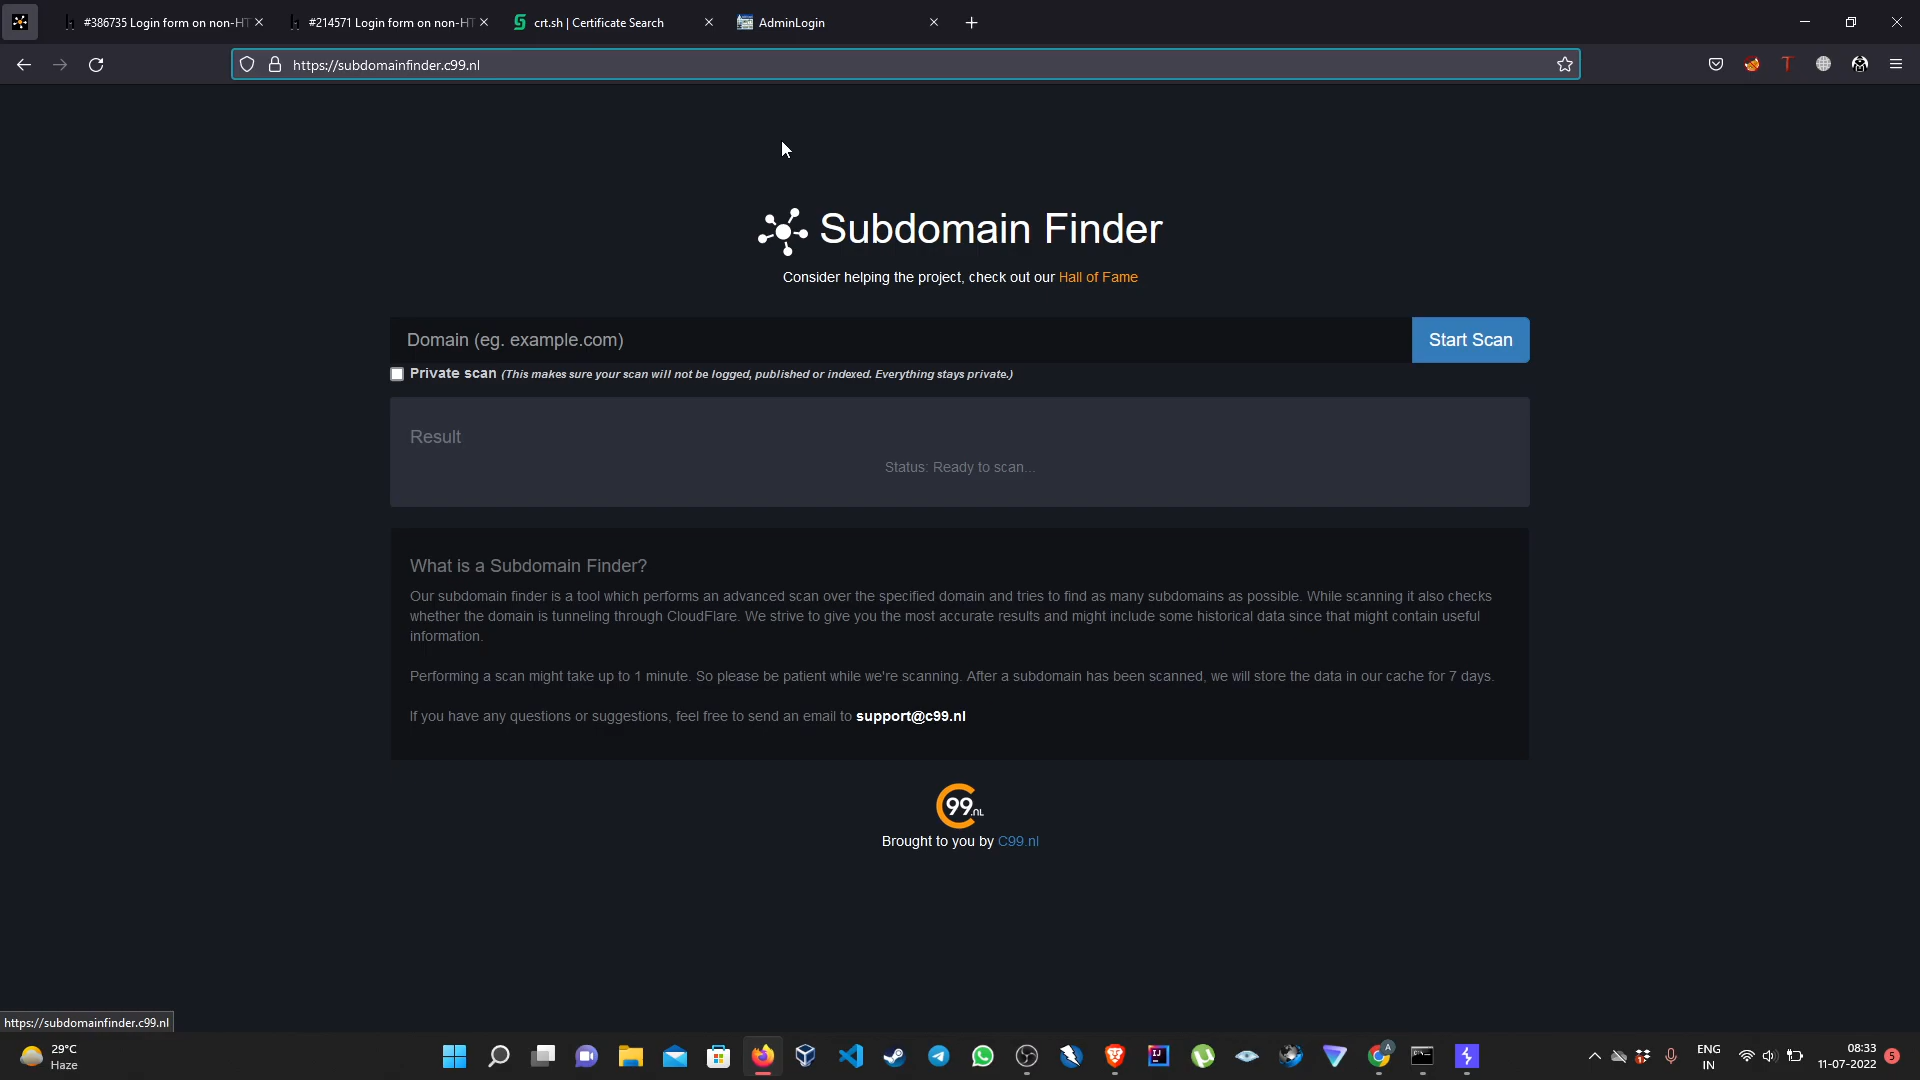 #386735 Login form on non-HT
#214571 Login form on non-HT
crt.sh | Certificate Search
AdminLogin
https://subdomainfinder.c99.nl
Subdomain Finder
Consider helping the project, check out our Hall of Fame
Domain (eg. example.com)
Start Scan
Private scan (This makes sure your scan will not be logged, published or indexed. Everything stays private.)
Result
Status: Ready to scan...
What is a Subdomain Finder?
Our subdomain finder is a tool which performs an advanced scan over the specified domain and tries to find as many subdomains as possible. While scanning it also checks
whether the domain is tunneling through CloudFlare. We strive to give you the most accurate results and might include some historical data since that might contain useful
information.
Performing a scan might take up to 1 minute. So please be patient while we're scanning. After a subdomain has been scanned, we will store the data in our cache for 7 days.
If you have any questions or suggestions, feel free to send an email to support@c99.nl
99.NL
Brought to you by C99.nl
https://subdomainfinder.c99.nl
29°C
Haze
ENG
IN
08:33
11-07-2022
5